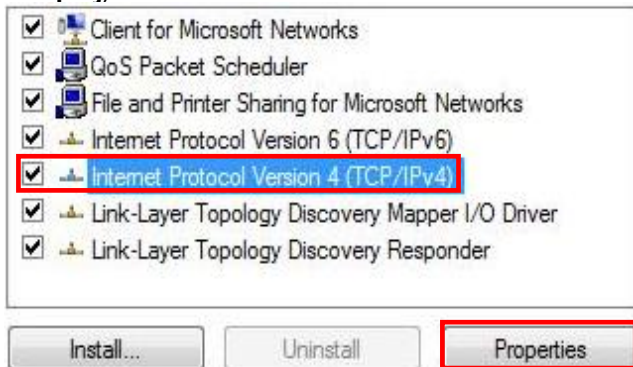 Client for Microsoft Networks
QoS Packet Scheduler
File and Printer Sharing for Microsoft Networks
Internet Protocol Version 6 (TCP/IPv6)
Internet Protocol Version 4 (TCP/IPv4)
Link-Layer Topology Discovery Mapper I/O Driver
Link-Layer Topology Discovery Responder
Install... Uninstall Properties